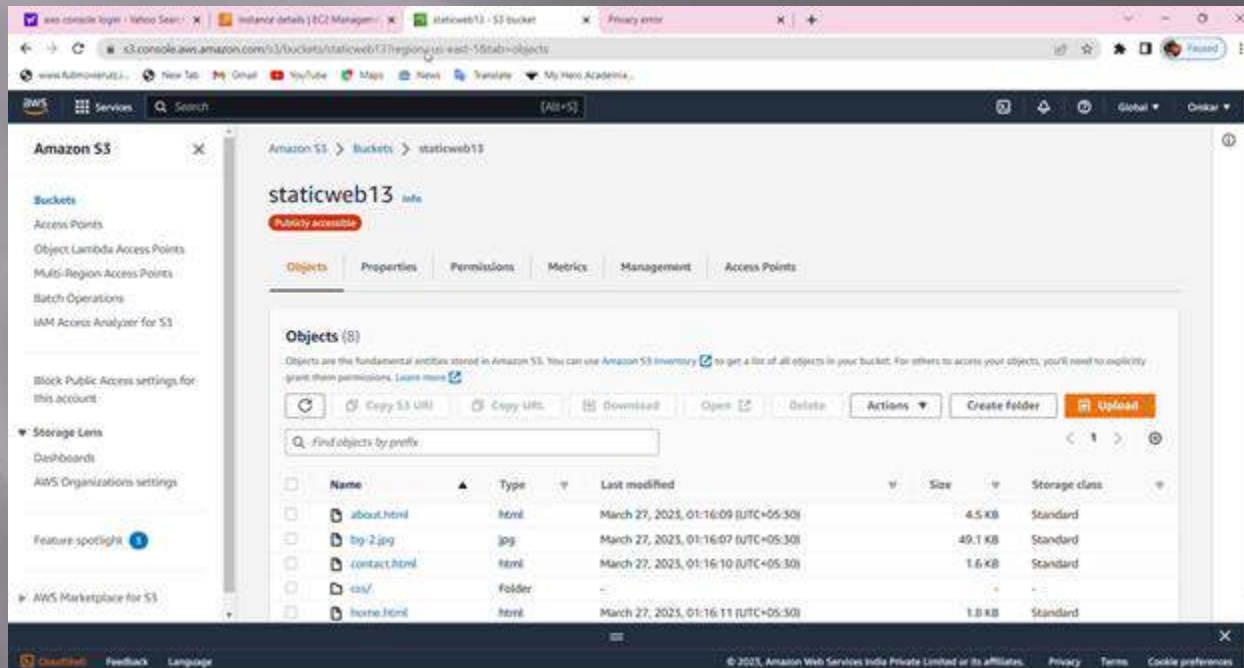 aws console login - Yahoo Sear
instance details | EC2 Managem
staticweb13 - S3 bucket
Privacy error
s3.console.aws.amazon.com/s3/buckets/staticweb13?region=us-east-1&tab=objects
Paused
New Tab
Gmail
YouTube
Maps
News
Translate
My Hero Academia...
aws
Services
Search
[Alt+S]
Global
Omkar
Amazon S3
Buckets
Access Points
Object Lambda Access Points
Multi-Region Access Points
Batch Operations
IAM Access Analyzer for S3
Block Public Access settings for
this account
Storage Lens
Dashboards
AWS Organizations settings
Feature spotlight 3
AWS Marketplace for S3
Amazon S3 > Buckets > staticweb13
staticweb13 Info
Publicly accessible
Objects Properties Permissions Metrics Management Access Points
Objects (8)
Objects are the fundamental entities stored in Amazon S3. You can use Amazon S3 inventory to get a list of all objects in your bucket. For others to access your objects, you'll need to explicitly
grant them permissions. Learn more
Copy S3 URI Copy URL Download Open Delete Actions Create folder Upload
Find objects by prefix
1
Name Type Last modified Size Storage class
about.html html March 27, 2023, 01:16:09 (UTC+05:30) 4.5 KB Standard
bg-2.jpg jpg March 27, 2023, 01:16:07 (UTC+05:30) 49.1 KB Standard
contact.html html March 27, 2023, 01:16:10 (UTC+05:30) 1.6 KB Standard
css/ Folder - - -
home.html html March 27, 2023, 01:16:11 (UTC+05:30) 1.8 KB Standard
CloudShell Feedback Language
© 2023, Amazon Web Services India Private Limited or its affiliates. Privacy Terms Cookie preferences